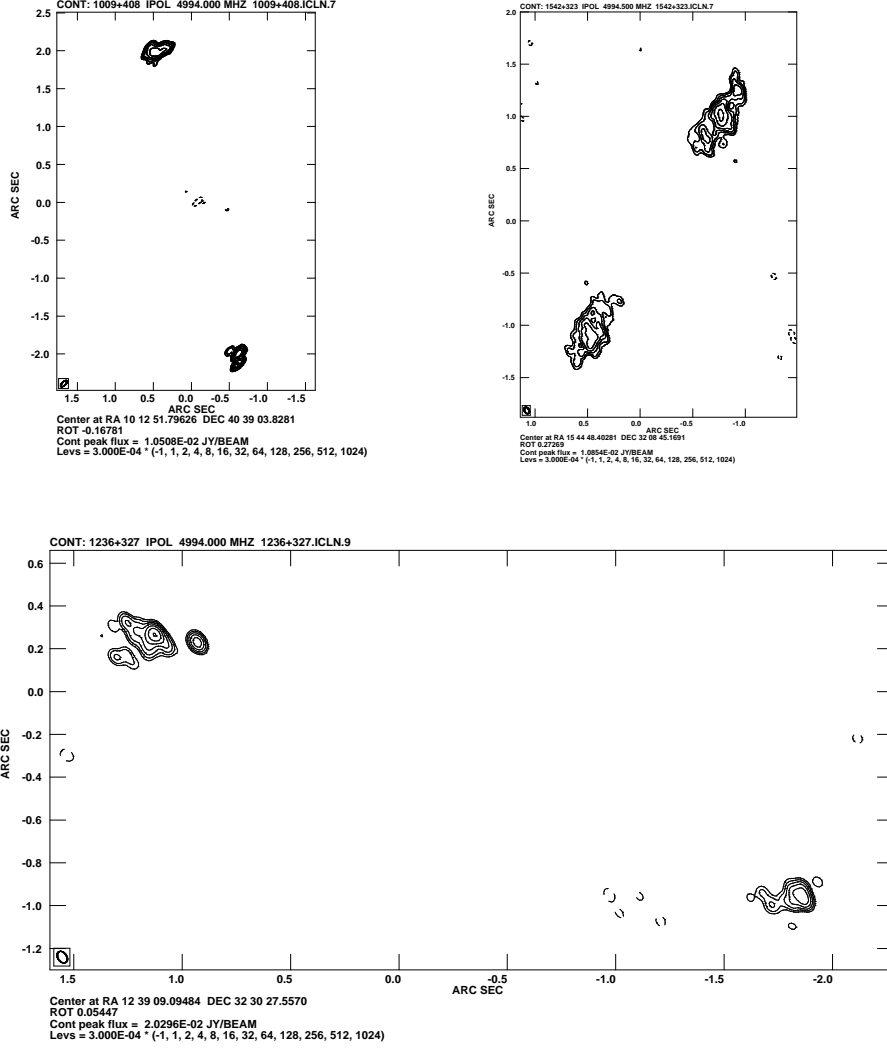 CONT: 1009+408 IPOL 4994.000 MHZ 1009+408.ICLN.7
2.5
2.0
1.5
1.0
0.5
0.0
-0.5
-1.0
-1.5
-2.0
ARC SEC
1.5 1.0 0.5 0.0 -0.5 -1.0 -1.5
ARC SEC
Center at RA 10 12 51.79626 DEC 40 39 03.8281
ROT -0.16781
Cont peak flux = 1.0508E-02 JY/BEAM
Levs = 3.000E-04 * (-1, 1, 2, 4, 8, 16, 32, 64, 128, 256, 512, 1024)
CONT: 1542+323 IPOL 4994.500 MHZ 1542+323.ICLN.7
2.0
1.5
1.0
0.5
0.0
-0.5
-1.0
-1.5
ARC SEC
1.0 0.5 0.0 -0.5 -1.0
ARC SEC
Center at RA 15 44 48.40281 DEC 32 08 45.1691
ROT 0.27269
Cont peak flux = 1.0854E-02 JY/BEAM
Levs = 3.000E-04 * (-1, 1, 2, 4, 8, 16, 32, 64, 128, 256, 512, 1024)
CONT: 1236+327 IPOL 4994.000 MHZ 1236+327.ICLN.9
0.6
0.4
0.2
0.0
-0.2
-0.4
-0.6
-0.8
-1.0
-1.2
ARC SEC
1.5 1.0 0.5 0.0 -0.5 -1.0 -1.5 -2.0
ARC SEC
Center at RA 12 39 09.09484 DEC 32 30 27.5570
ROT 0.05447
Cont peak flux = 2.0296E-02 JY/BEAM
Levs = 3.000E-04 * (-1, 1, 2, 4, 8, 16, 32, 64, 128, 256, 512, 1024)